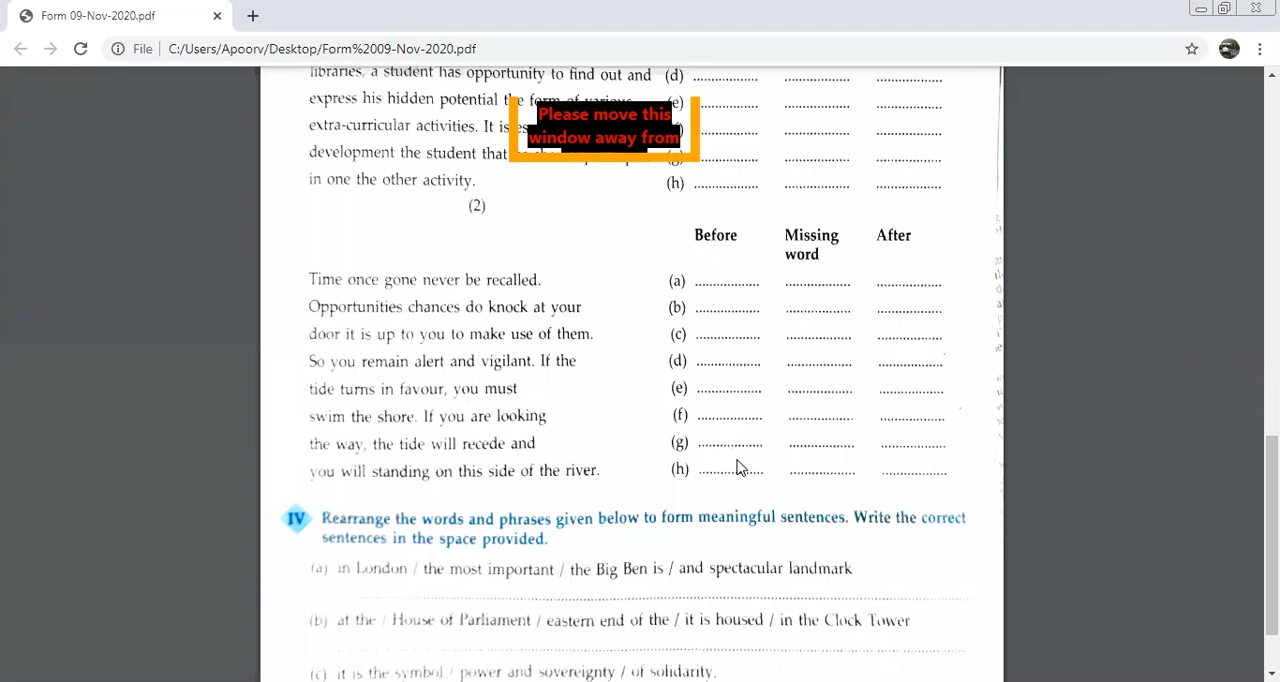 Form 09-Nov-2020.pdf
File | C:/Users/Apoorv/Desktop/Form%2009-Nov-2020.pdf
libraries, a student has opportunity to find out and (d) .................. .................. ..................
express his hidden potential the form of various (e) .................. .................. ..................
Please move this
extra-curricular activities. It is .................. .................. ..................
window away from
development the student that (g) .................. .................. ..................
in one the other activity. (h) .................. .................. ..................
(2)
Before Missing word After
Time once gone never be recalled. (a) .................. .................. ..................
Opportunities chances do knock at your (b) .................. .................. ..................
door it is up to you to make use of them. (c) .................. .................. ..................
So you remain alert and vigilant. If the (d) .................. .................. ..................
tide turns in favour, you must (e) .................. .................. ..................
swim the shore. If you are looking (f) .................. .................. ..................
the way, the tide will recede and (g) .................. .................. ..................
you will standing on this side of the river. (h) .................. .................. ..................
IV Rearrange the words and phrases given below to form meaningful sentences. Write the correct
sentences in the space provided.
(a) in London / the most important / the Big Ben is / and spectacular landmark
(b) at the / House of Parliament / eastern end of the / it is housed / in the Clock Tower
(c) it is the symbol / power and sovereignty / of solidarity,